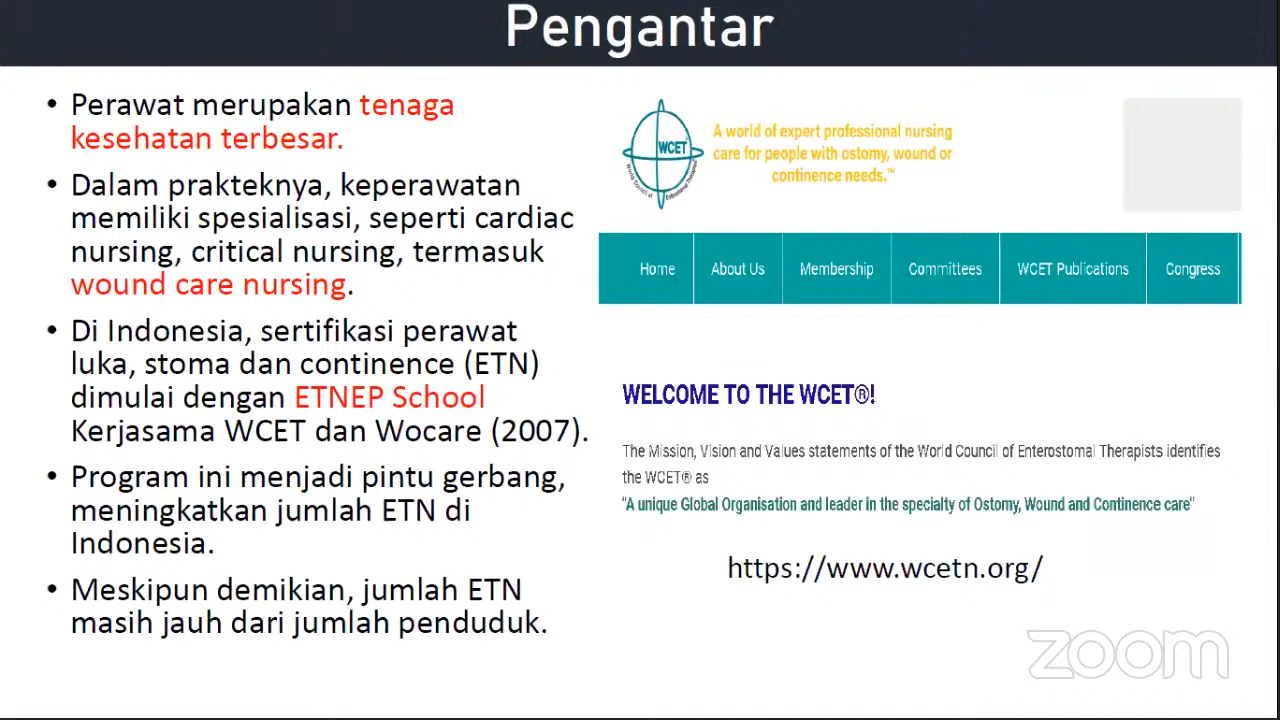 Pengantar
• Perawat merupakan tenaga
kesehatan terbesar.
• Dalam prakteknya, keperawatan
memiliki spesialisasi, seperti cardiac
nursing, critical nursing, termasuk
wound care nursing.
• Di Indonesia, sertifikasi perawat
luka, stoma dan continence (ETN)
dimulai dengan ETNEP School
Kerjasama WCET dan Wocare (2007).
• Program ini menjadi pintu gerbang,
meningkatkan jumlah ETN di
Indonesia.
• Meskipun demikian, jumlah ETN
masih jauh dari jumlah penduduk.
WCET
World Council of Enterostomal Therapists
A world of expert professional nursing
care for people with ostomy, wound or
continence needs.™
Home About Us Membership Committees WCET Publications Congress
WELCOME TO THE WCET®!
The Mission, Vision and Values statements of the World Council of Enterostomal Therapists identifies
the WCET® as
"A unique Global Organisation and leader in the specialty of Ostomy, Wound and Continence care"
https://www.wcetn.org/
zoom